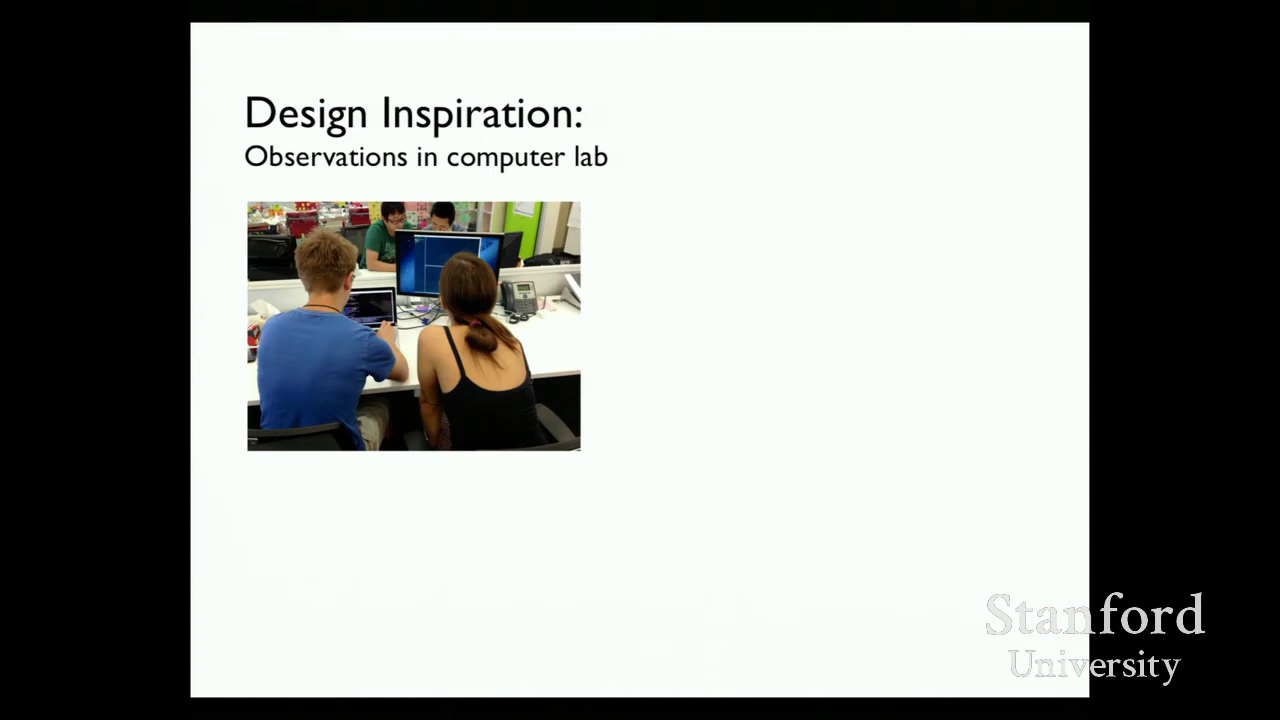 Design Inspiration:
Observations in computer lab
Stanford
University